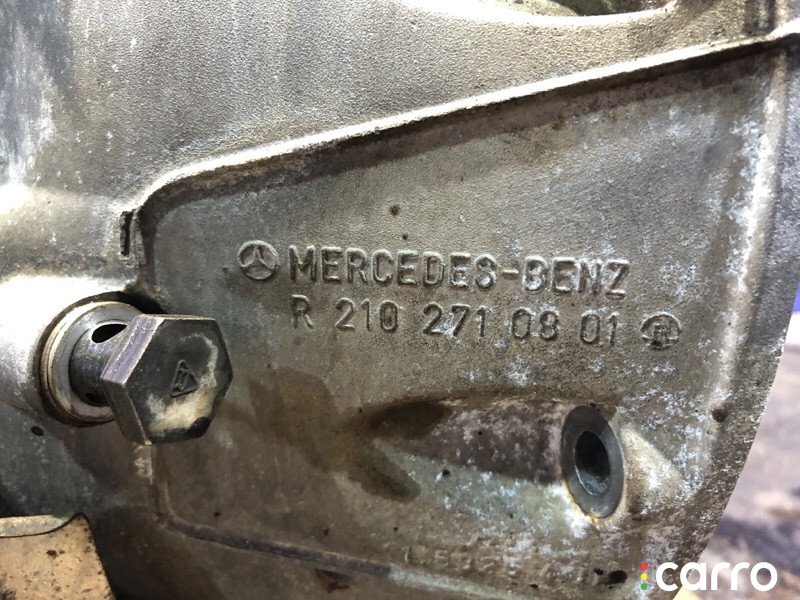 MERCEDES-BENZ
R 210 271 08 01 R
carro